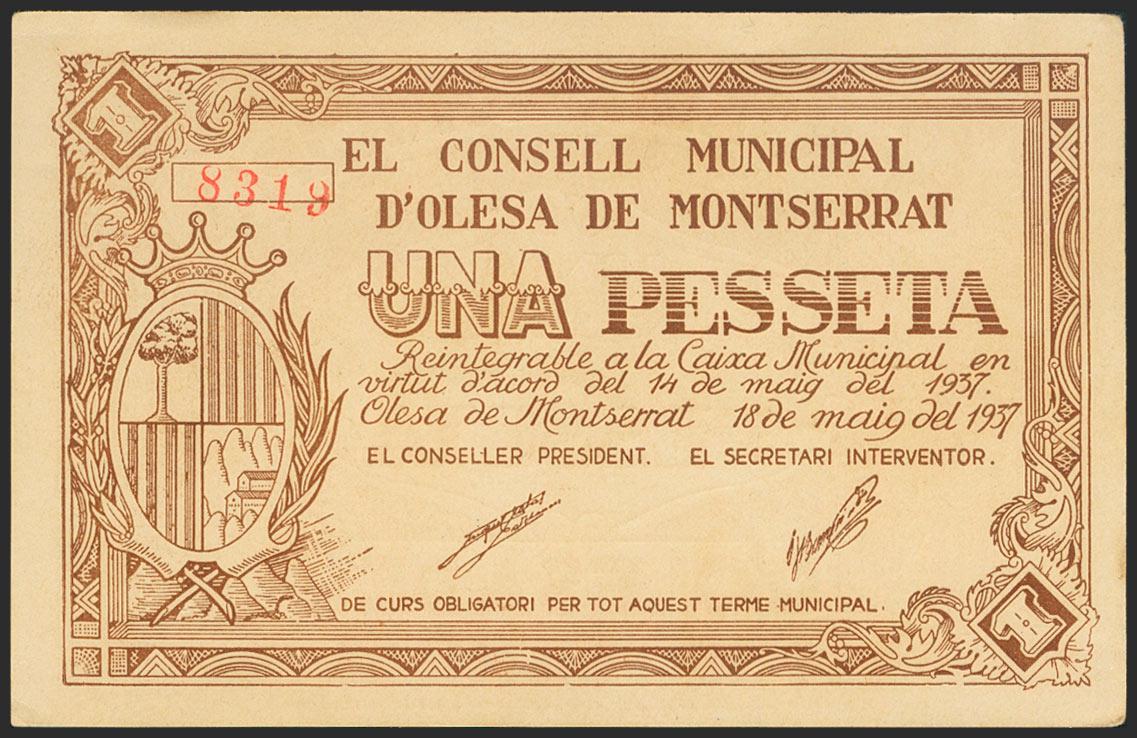 1
8319
EL CONSELL MUNICIPAL
D'OLESA DE MONTSERRAT
UNA PESSETA
Reintegrable a la Caixa Municipal en
virtut d'acord del 14 de maig del 1937.
Olesa de Montserrat 18 de maig del 1937
EL CONSELLER PRESIDENT. EL SECRETARI INTERVENTOR.
DE CURS OBLIGATORI PER TOT AQUEST TERME MUNICIPAL.
1